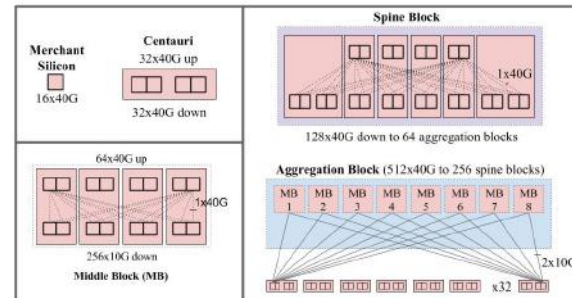 Merchant
Silicon
16x40G
Centauri
32x40G up
32x40G down
64x40G up
1x40G
256x10G down
Middle Block (MB)
Spine Block
1x40G
128x40G down to 64 aggregation blocks
Aggregation Block (512x40G to 256 spine blocks)
MB MB MB MB MB MB MB MB
1 2 3 4 5 6 7 8
2x10G
x32